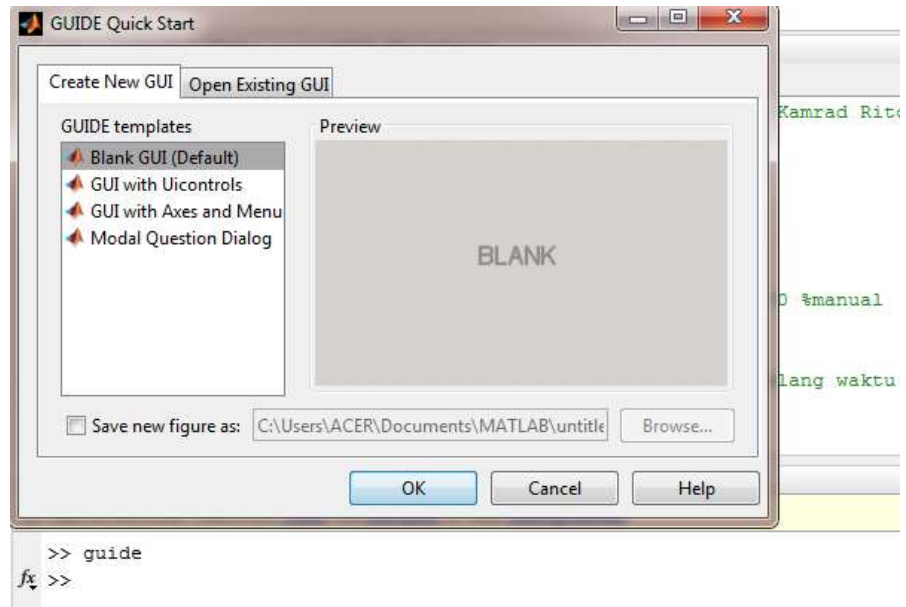 GUIDE Quick Start
Create New GUI
Open Existing GUI
GUIDE templates
Blank GUI (Default)
GUI with Uicontrols
GUI with Axes and Menu
Modal Question Dialog
Preview
BLANK
Save new figure as:
C:\Users\ACER\Documents\MATLAB\untitle
Browse...
OK
Cancel
Help
Kamrad Rito
%manual
lang waktu
>> guide
fx >>